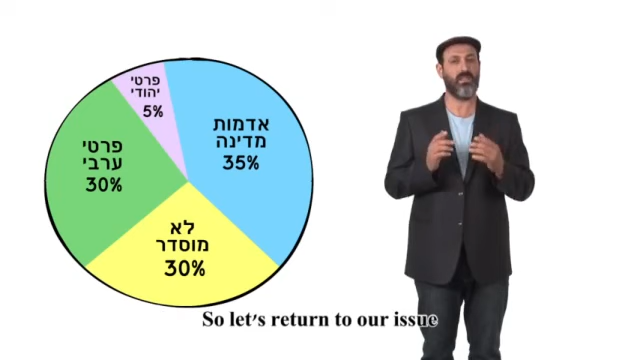 פרטי
יהודי
5%
אדמות
מדינה
35%
פרטי
ערבי
30%
לא
מוסדר
30%
So let's return to our issue